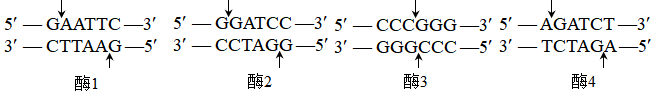 5′ — GAATTC — 3′ 5′ — GGATCC — 3′ 5′ — CCCGGG — 3′ 5′ — AGATCT — 3′
3′ — CTTAAG — 5′ 3′ — CCTAGG — 5′ 3′ — GGGCCC — 5′ 3′ — TCTAGA — 5′
酶1 酶2 酶3 酶4